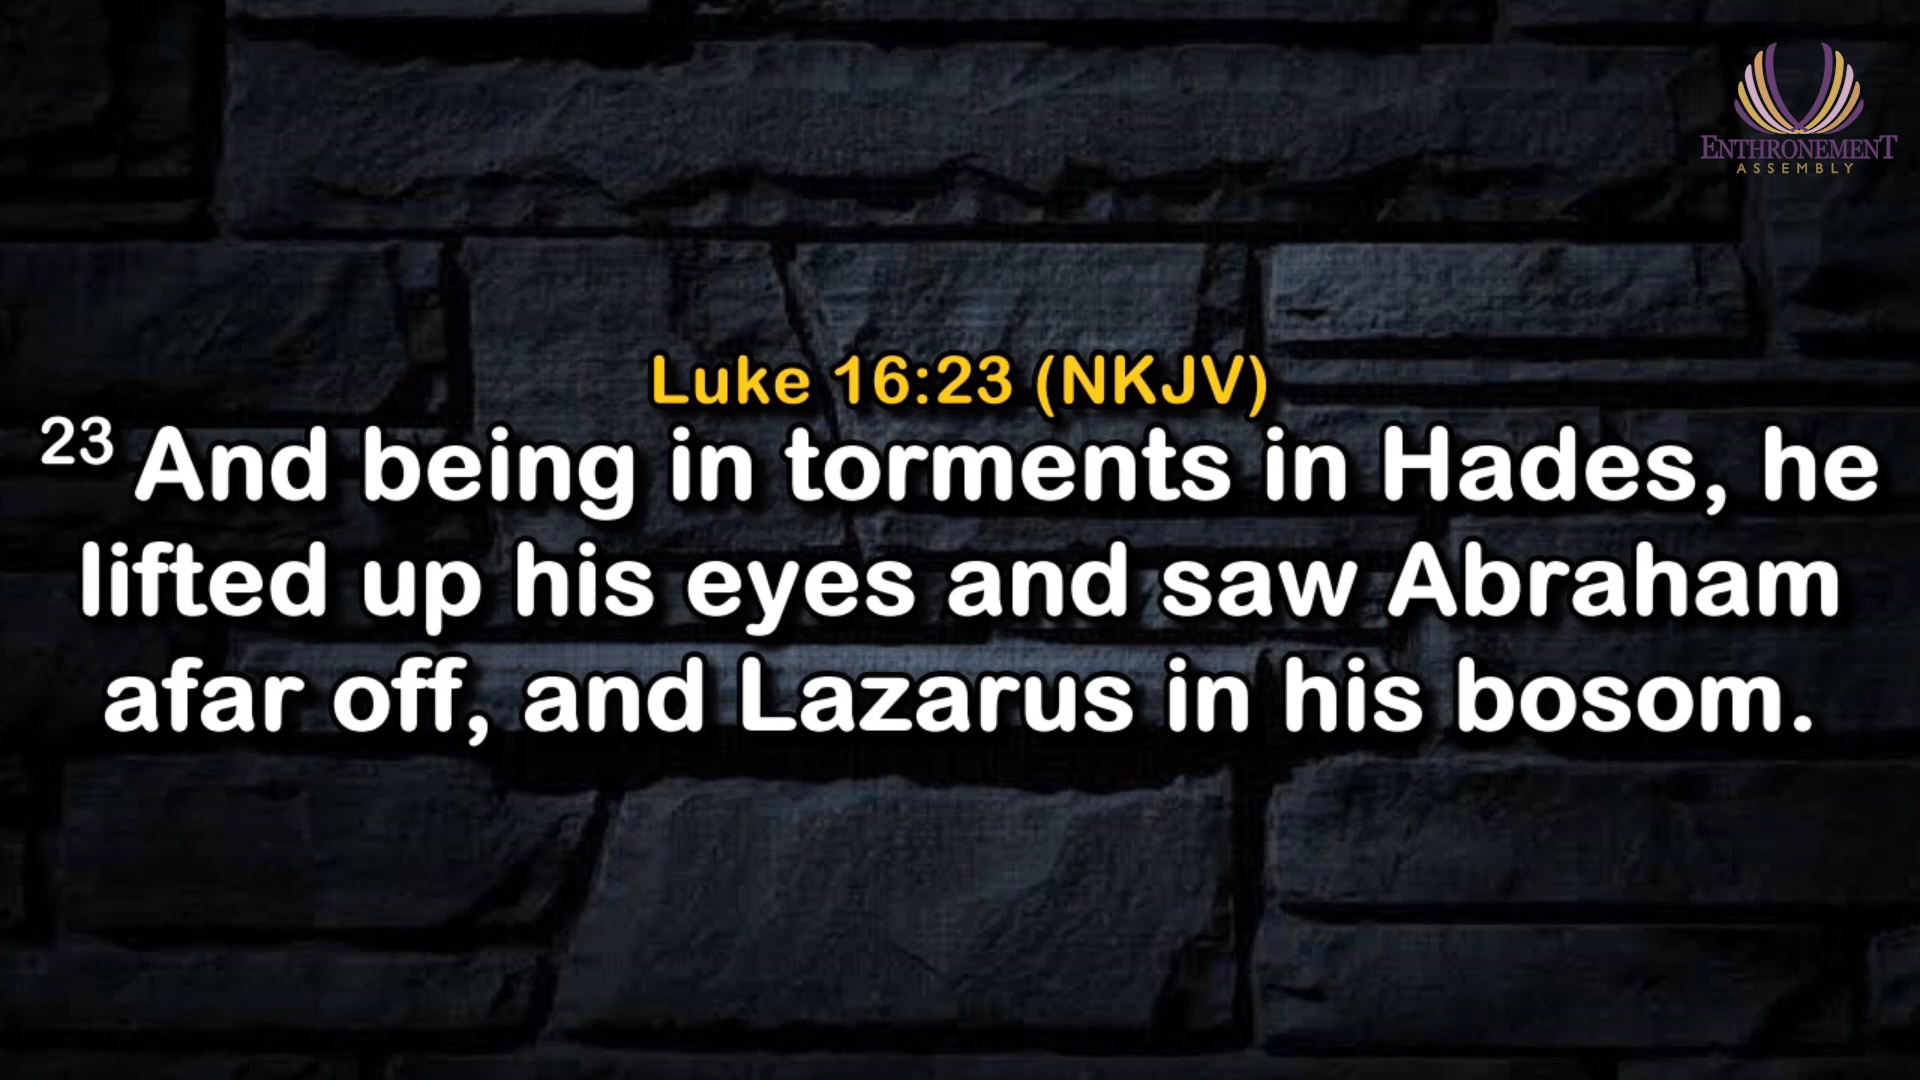 ENTHRONEMENT
ASSEMBLY
Luke 16:23 (NKJV)
23 And being in torments in Hades, he
lifted up his eyes and saw Abraham
afar off, and Lazarus in his bosom.